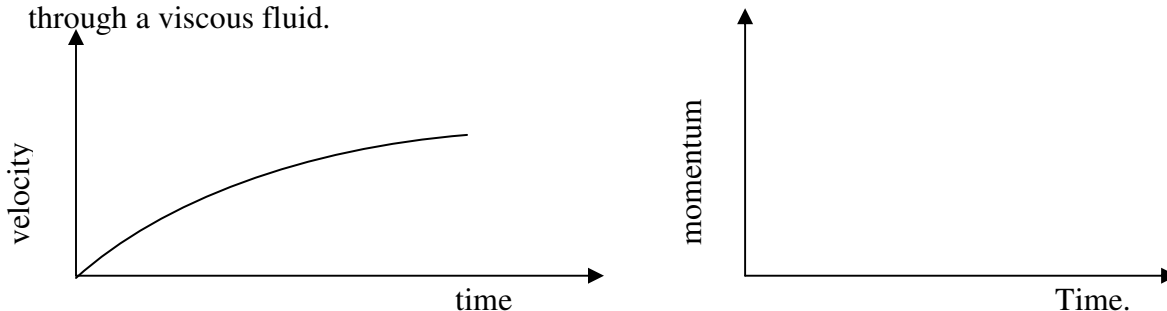 through a viscous fluid.
velocity
momentum
time
Time.